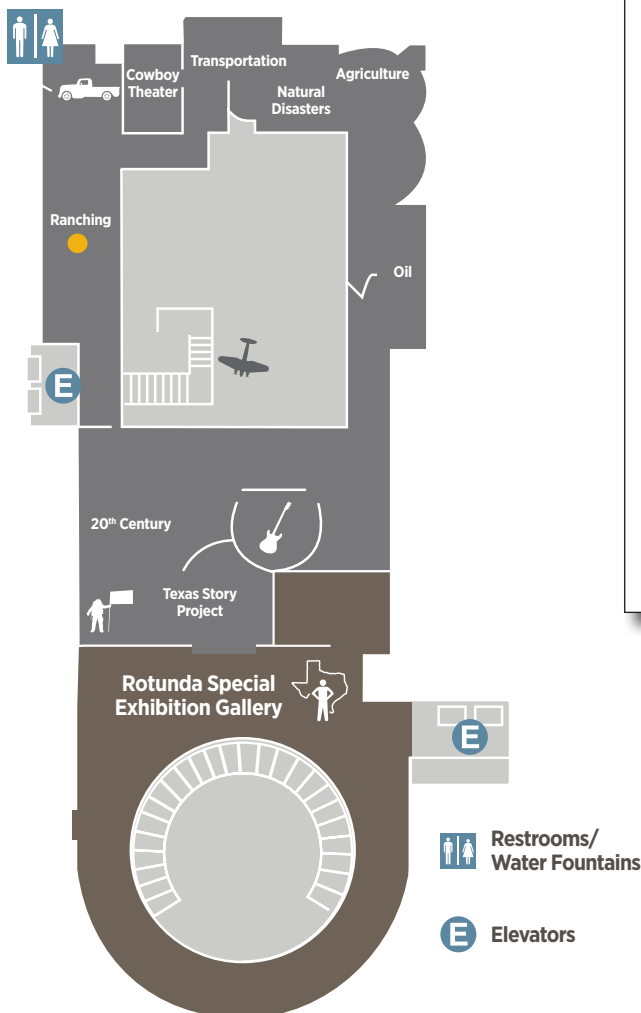 Transportation
Cowboy
Theater
Agriculture
Natural
Disasters
Ranching
Oil
E
20th Century
Texas Story
Project
Rotunda Special
Exhibition Gallery
E
Restrooms/
Water Fountains
E
Elevators